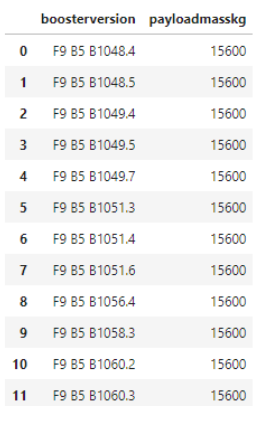 boosterversion payloadmasskg
0 F9 B5 B1048.4 15600
1 F9 B5 B1048.5 15600
2 F9 B5 B1049.4 15600
3 F9 B5 B1049.5 15600
4 F9 B5 B1049.7 15600
5 F9 B5 B1051.3 15600
6 F9 B5 B1051.4 15600
7 F9 B5 B1051.6 15600
8 F9 B5 B1056.4 15600
9 F9 B5 B1058.3 15600
10 F9 B5 B1060.2 15600
11 F9 B5 B1060.3 15600